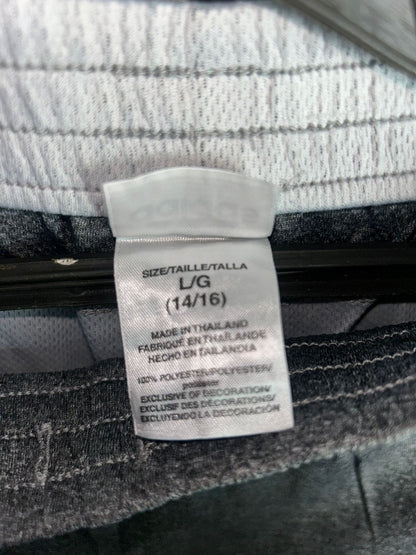 SIZE/TAILLE/TALLA
L/G
(14/16)
MADE IN THAILAND
FABRIQUÉ EN THAÏLANDE
HECHO EN TAILANDIA
100% POLYESTER/POLYESTER/
poliéster
EXCLUSIVE OF DECORATION/
EXCLUSIF DES DÉCORATIONS/
EXCLUYENDO LA DECORACIÓN